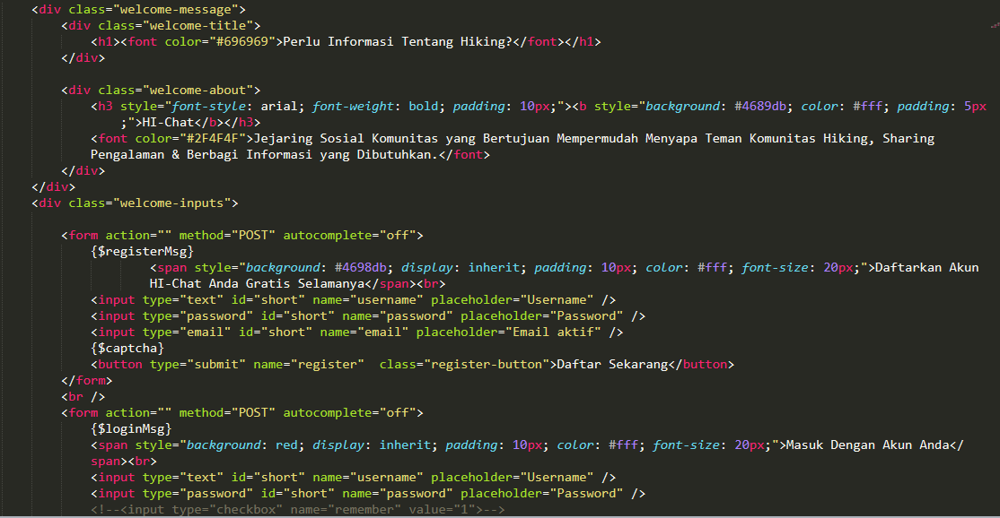 <div class="welcome-message">
<div class="welcome-title">
<h1><font color="#696969">Perlu Informasi Tentang Hiking?</font></h1>
</div>
<div class="welcome-about">
<h3 style="font-style: arial; font-weight: bold; padding: 10px;"><b style="background: #4689db; color: #fff; padding: 5px
;">HI-Chat</b></h3>
<font color="#2F4F4F">Jejaring Sosial Komunitas yang Bertujuan Mempermudah Menyapa Teman Komunitas Hiking, Sharing
Pengalaman & Berbagi Informasi yang Dibutuhkan.</font>
</div>
</div>
<div class="welcome-inputs">
<form action="" method="POST" autocomplete="off">
{$registerMsg}
<span style="background: #4698db; display: inherit; padding: 10px; color: #fff; font-size: 20px;">Daftarkan Akun
HI-Chat Anda Gratis Selamanya</span><br>
<input type="text" id="short" name="username" placeholder="Username" />
<input type="password" id="short" name="password" placeholder="Password" />
<input type="email" id="short" name="email" placeholder="Email aktif" />
{$captcha}
<button type="submit" name="register"  class="register-button">Daftar Sekarang</button>
</form>
<br />
<form action="" method="POST" autocomplete="off">
{$loginMsg}
<span style="background: red; display: inherit; padding: 10px; color: #fff; font-size: 20px;">Masuk Dengan Akun Anda</
span><br>
<input type="text" id="short" name="username" placeholder="Username" />
<input type="password" id="short" name="password" placeholder="Password" />
<!--<input type="checkbox" name="remember" value="1">-->